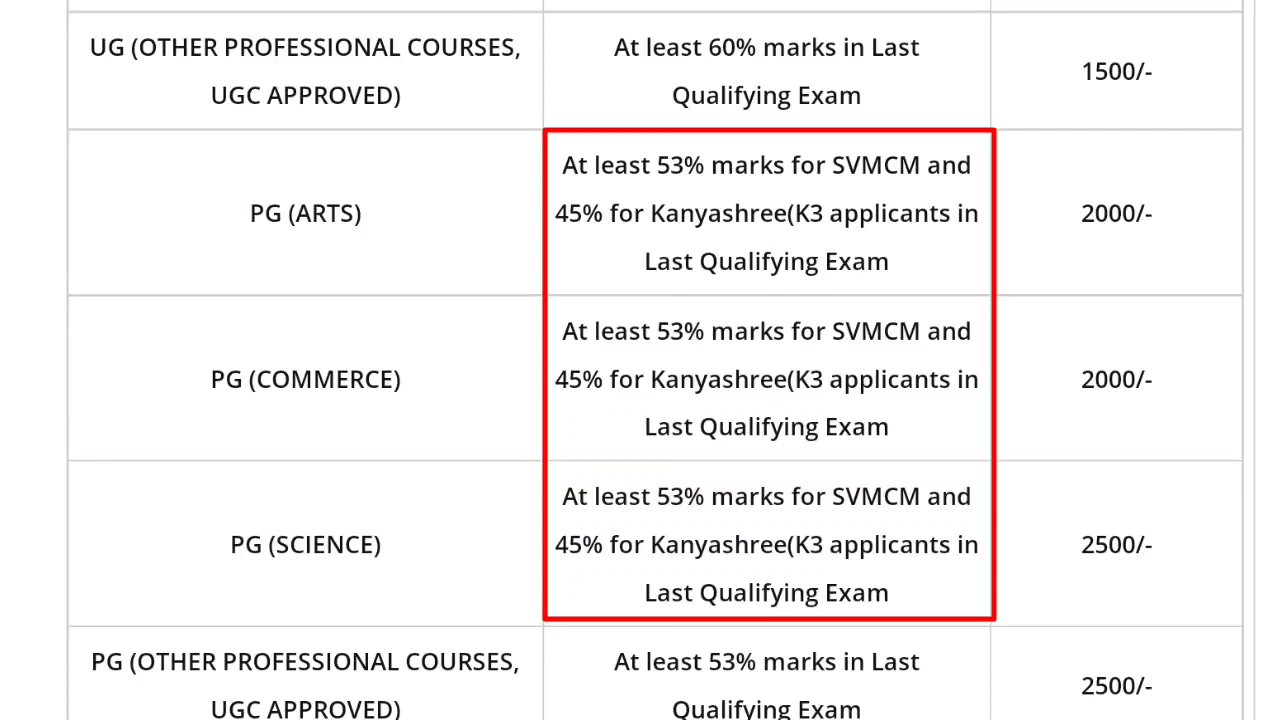 UG (OTHER PROFESSIONAL COURSES,
UGC APPROVED)
At least 60% marks in Last
Qualifying Exam
1500/-
PG (ARTS)
At least 53% marks for SVMCM and
45% for Kanyashree(K3 applicants in
Last Qualifying Exam
2000/-
PG (COMMERCE)
At least 53% marks for SVMCM and
45% for Kanyashree(K3 applicants in
Last Qualifying Exam
2000/-
PG (SCIENCE)
At least 53% marks for SVMCM and
45% for Kanyashree(K3 applicants in
Last Qualifying Exam
2500/-
PG (OTHER PROFESSIONAL COURSES,
UGC APPROVED)
At least 53% marks in Last
Qualifying Exam
2500/-